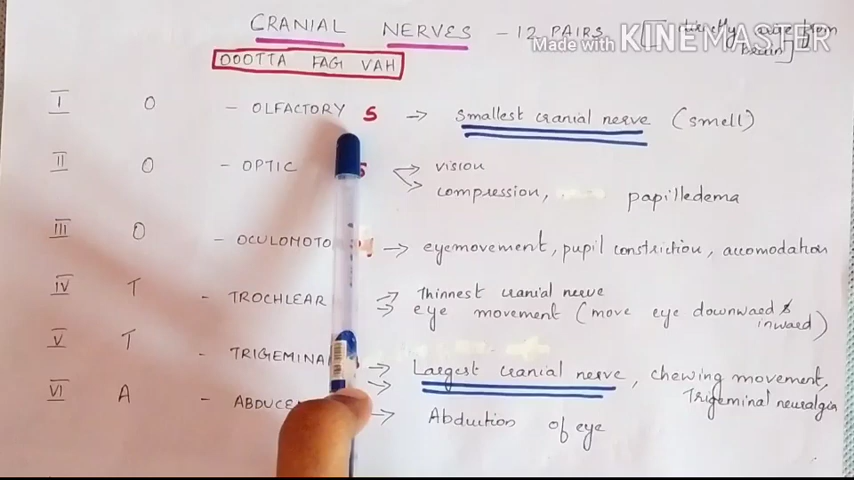 CRANIAL NERVES - 12 PAIRS
Made with KINEMASTER
brain]
OOOTTA FAGI VAH
I O - OLFACTORY S → Smallest cranial nerve (smell)
II O - OPTIC S → vision
compression, papilledema
III O - OCULOMOTO → eyemovement, pupil constriction, accomodation
IV T - TROCHLEAR → Thinnest cranial nerve
→ eye movement (move eye downward & inward)
V T - TRIGEMINA → Largest cranial nerve, chewing movement,
→ Trigeminal neuralgia
VI A - ABDUCE → Abduction of eye